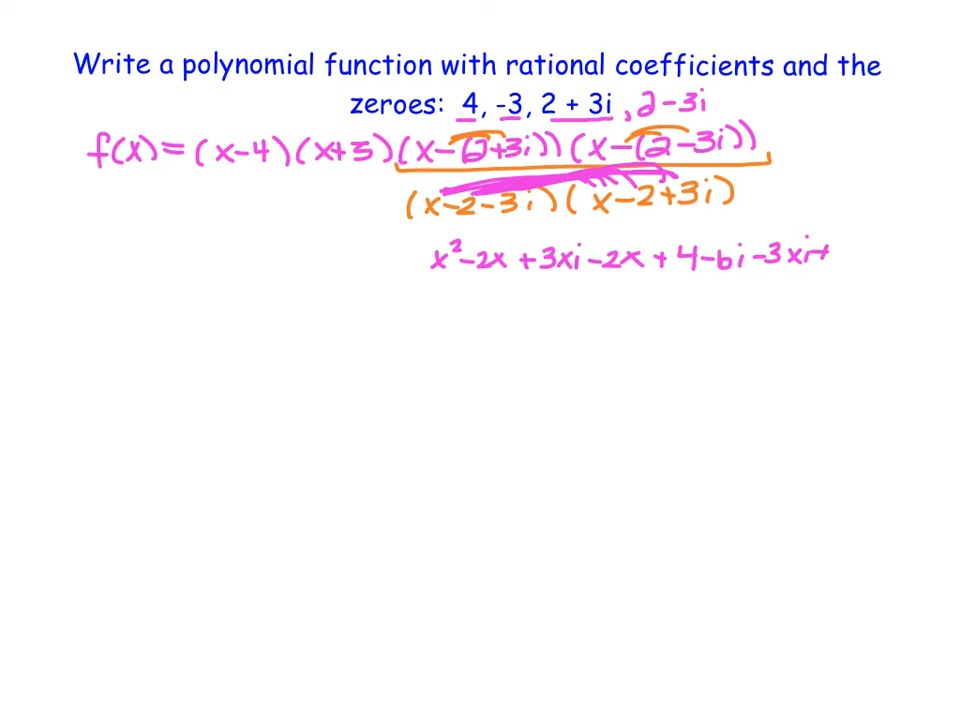 Write a polynomial function with rational coefficients and the
zeroes: 4, -3, 2 + 3i , 2-3i
f(x) = (x-4)(x+3)(x-(2+3i))(x-(2-3i))
(x-2-3i)(x-2+3i)
x²-2x+3xi-2x+4-6i-3xi+